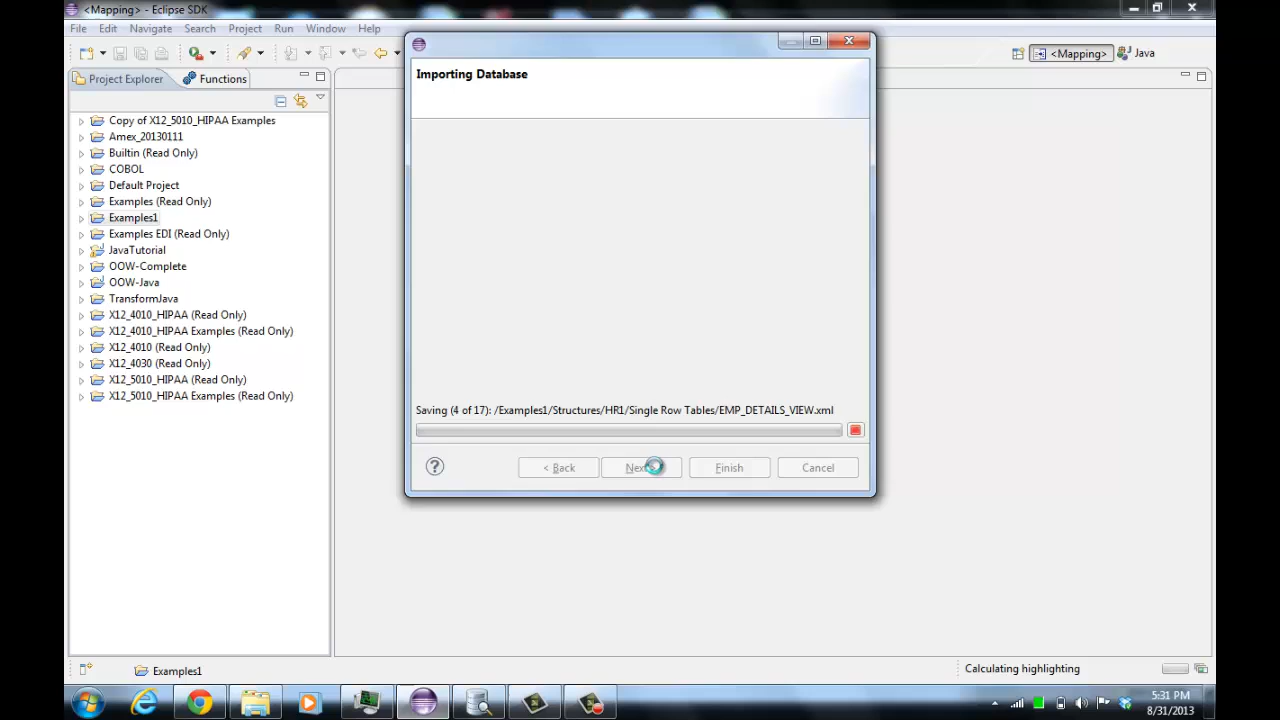 <Mapping> - Eclipse SDK
File Edit Navigate Search Project Run Window Help
<Mapping> Java
Project Explorer Functions
Copy of X12_5010_HIPAA Examples
Amex_20130111
Builtin (Read Only)
COBOL
Default Project
Examples (Read Only)
Examples1
Examples EDI (Read Only)
JavaTutorial
OOW-Complete
OOW-Java
TransformJava
X12_4010_HIPAA (Read Only)
X12_4010_HIPAA Examples (Read Only)
X12_4010 (Read Only)
X12_4030 (Read Only)
X12_5010_HIPAA (Read Only)
X12_5010_HIPAA Examples (Read Only)
Importing Database
Saving (4 of 17): /Examples1/Structures/HR1/Single Row Tables/EMP_DETAILS_VIEW.xml
? < Back Next Finish Cancel
Examples1
Calculating highlighting
5:31 PM
8/31/2013